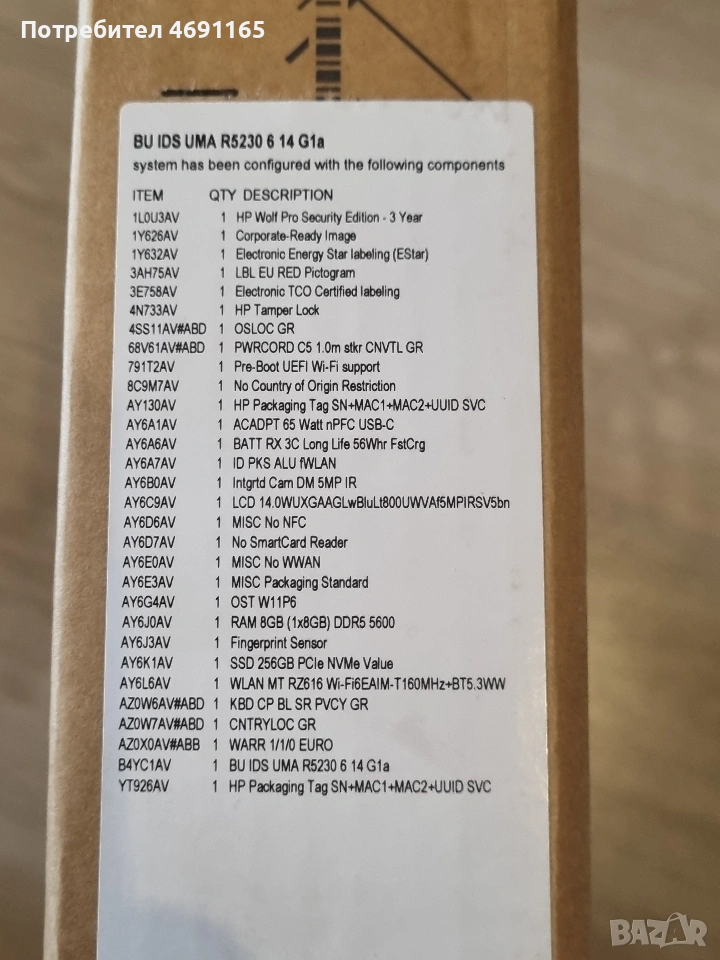 Потребител 4691165
BU IDS UMA R5230 6 14 G1a
system has been configured with the following components
ITEM QTY DESCRIPTION
1L0U3AV 1 HP Wolf Pro Security Edition - 3 Year
1Y626AV 1 Corporate-Ready Image
1Y632AV 1 Electronic Energy Star labeling (EStar)
3AH75AV 1 LBL EU RED Pictogram
3E758AV 1 Electronic TCO Certified labeling
4N733AV 1 HP Tamper Lock
4SS11AV#ABD 1 OSLOC GR
68V61AV#ABD 1 PWRCORD C5 1.0m stkr CNVTL GR
791T2AV 1 Pre-Boot UEFI Wi-Fi support
8C9M7AV 1 No Country of Origin Restriction
AY130AV 1 HP Packaging Tag SN+MAC1+MAC2+UUID SVC
AY6A1AV 1 ACADPT 65 Watt nPFC USB-C
AY6A6AV 1 BATT RX 3C Long Life 56Whr FstCrg
AY6A7AV 1 ID PKS ALU fWLAN
AY6B0AV 1 Intgrtd Cam DM 5MP IR
AY6C9AV 1 LCD 14.0WUXGAAGLwBluLt800UWVAf5MPIRSV5bn
AY6D6AV 1 MISC No NFC
AY6D7AV 1 No SmartCard Reader
AY6E0AV 1 MISC No WWAN
AY6E3AV 1 MISC Packaging Standard
AY6G4AV 1 OST W11P6
AY6J0AV 1 RAM 8GB (1x8GB) DDR5 5600
AY6J3AV 1 Fingerprint Sensor
AY6K1AV 1 SSD 256GB PCIe NVMe Value
AY6L6AV 1 WLAN MT RZ616 Wi-Fi6EAIM-T160MHz+BT5.3WW
AZ0W6AV#ABD 1 KBD CP BL SR PVCY GR
AZ0W7AV#ABD 1 CNTRYLOC GR
AZ0X0AV#ABB 1 WARR 1/1/0 EURO
B4YC1AV 1 BU IDS UMA R5230 6 14 G1a
YT926AV 1 HP Packaging Tag SN+MAC1+MAC2+UUID SVC
BAZAR